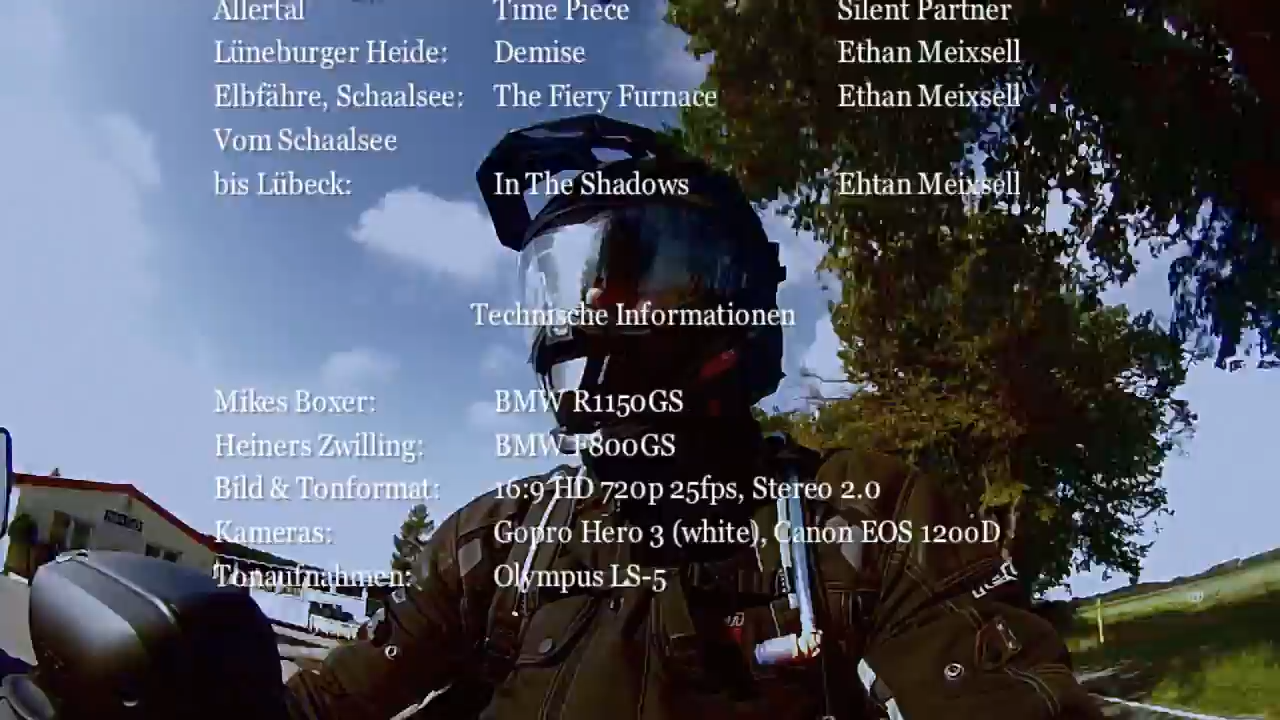 Allertal Time Piece Silent Partner
Lüneburger Heide: Demise Ethan Meixsell
Elbfähre, Schaalsee: The Fiery Furnace Ethan Meixsell
Vom Schaalsee
bis Lübeck: In The Shadows Ehtan Meixsell
Technische Informationen
Mikes Boxer: BMW R1150GS
Heiners Zwilling: BMW F800GS
Bild & Tonformat: 16:9 HD 720p 25fps, Stereo 2.0
Kameras: Gopro Hero 3 (white), Canon EOS 1200D
Tonaufnahmen: Olympus LS-5